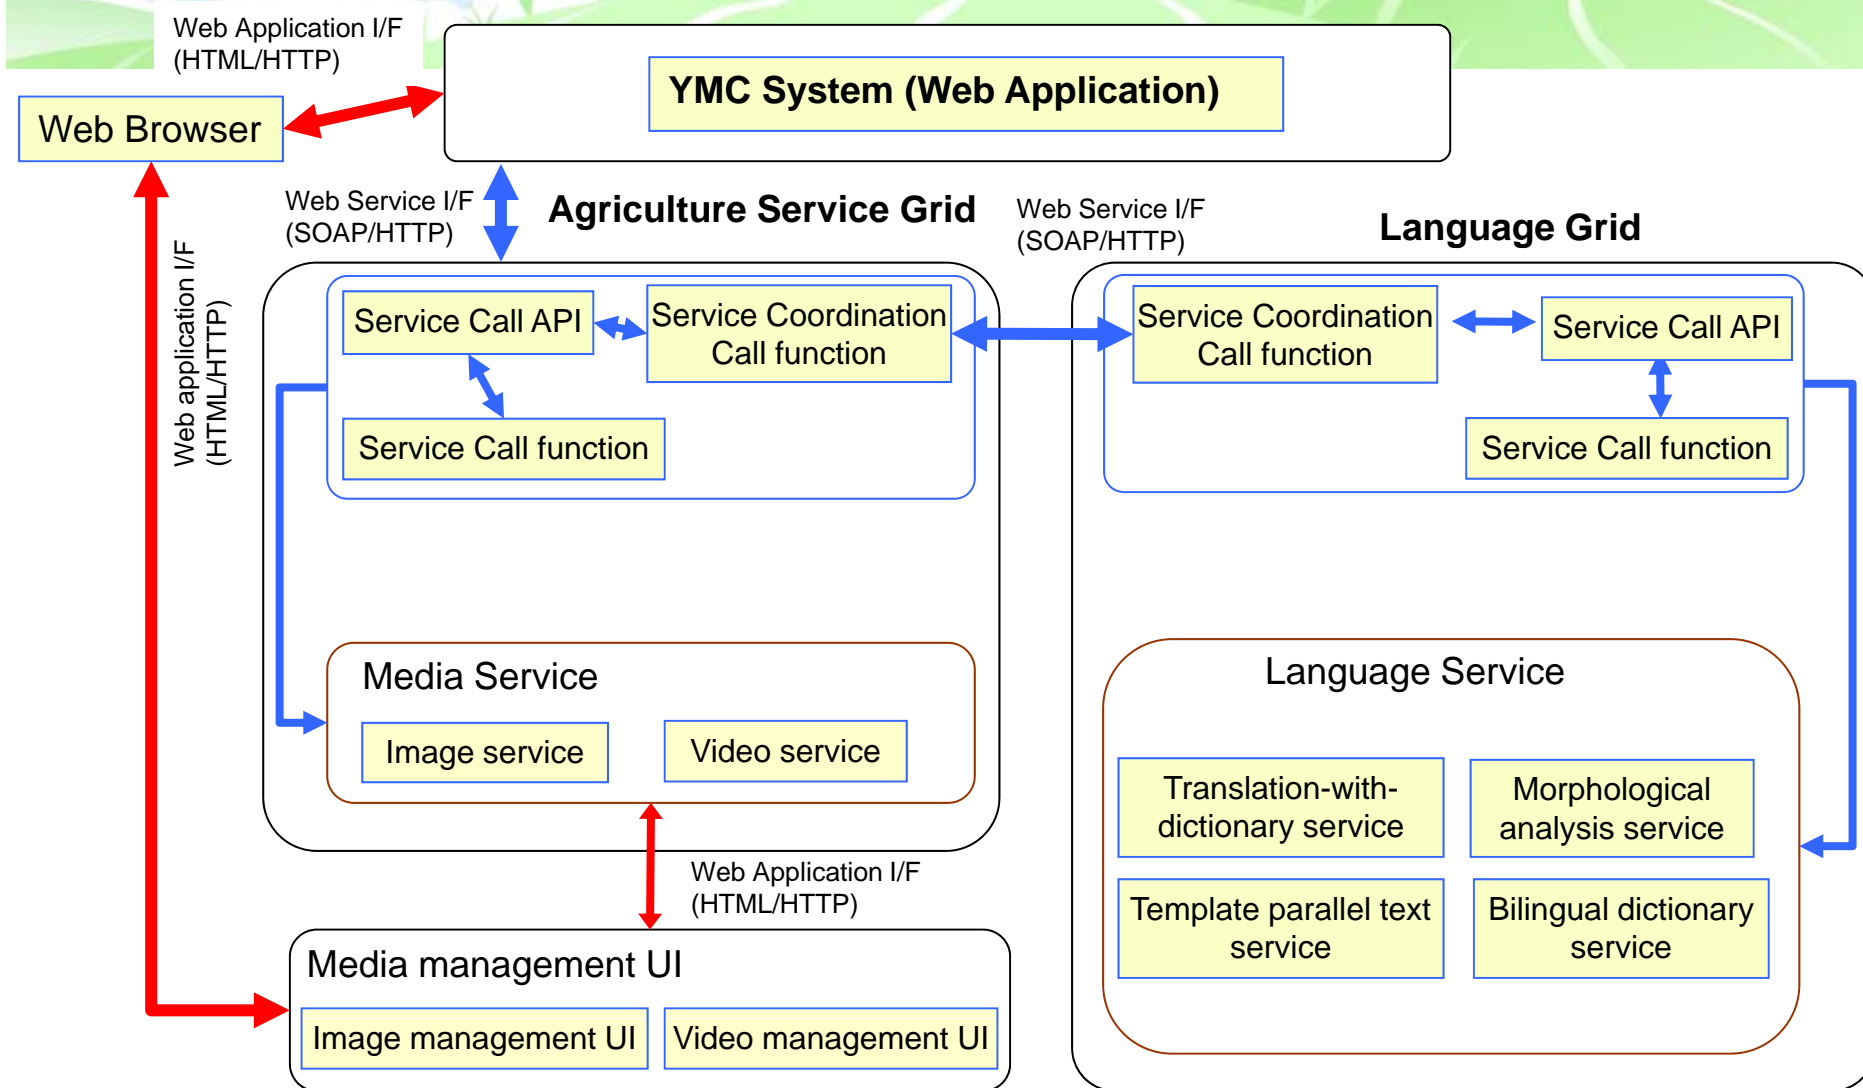 Web Application I/F
(HTML/HTTP)
YMC System (Web Application)
Web Browser
Web Service I/F
(SOAP/HTTP)
Agriculture Service Grid
Web Service I/F
(SOAP/HTTP)
Language Grid
Web application I/F
(HTML/HTTP)
Service Call API
Service Coordination
Call function
Service Call function
Service Coordination
Call function
Service Call API
Service Call function
Media Service
Image service
Video service
Language Service
Translation-with-
dictionary service
Morphological
analysis service
Template parallel text
service
Bilingual dictionary
service
Web Application I/F
(HTML/HTTP)
Media management UI
Image management UI
Video management UI